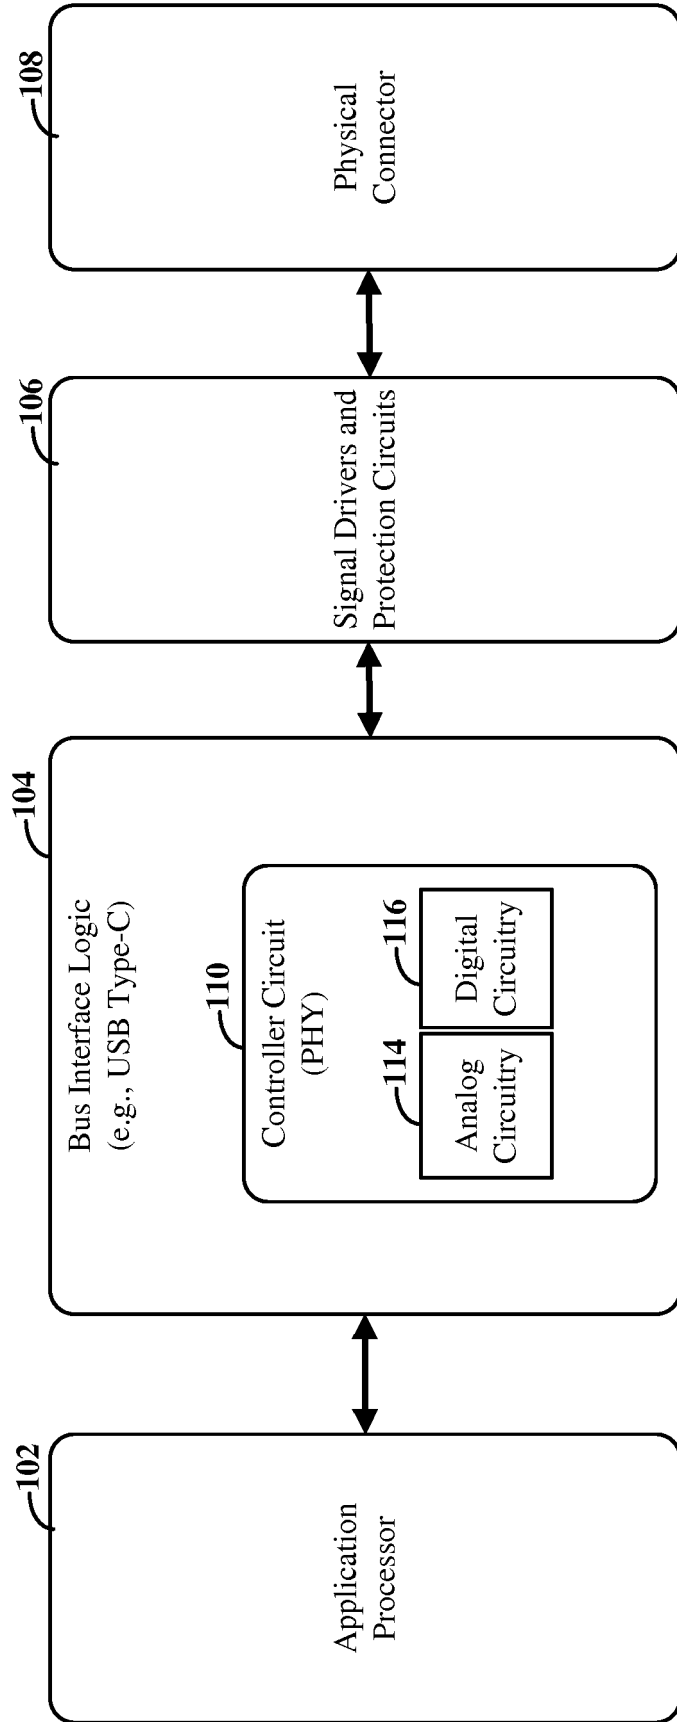 102
Application
Processor
104
Bus Interface Logic
(e.g., USB Type-C)
110
Controller Circuit
(PHY)
114
Analog
Circuitry
116
Digital
Circuitry
106
Signal Drivers and
Protection Circuits
108
Physical
Connector